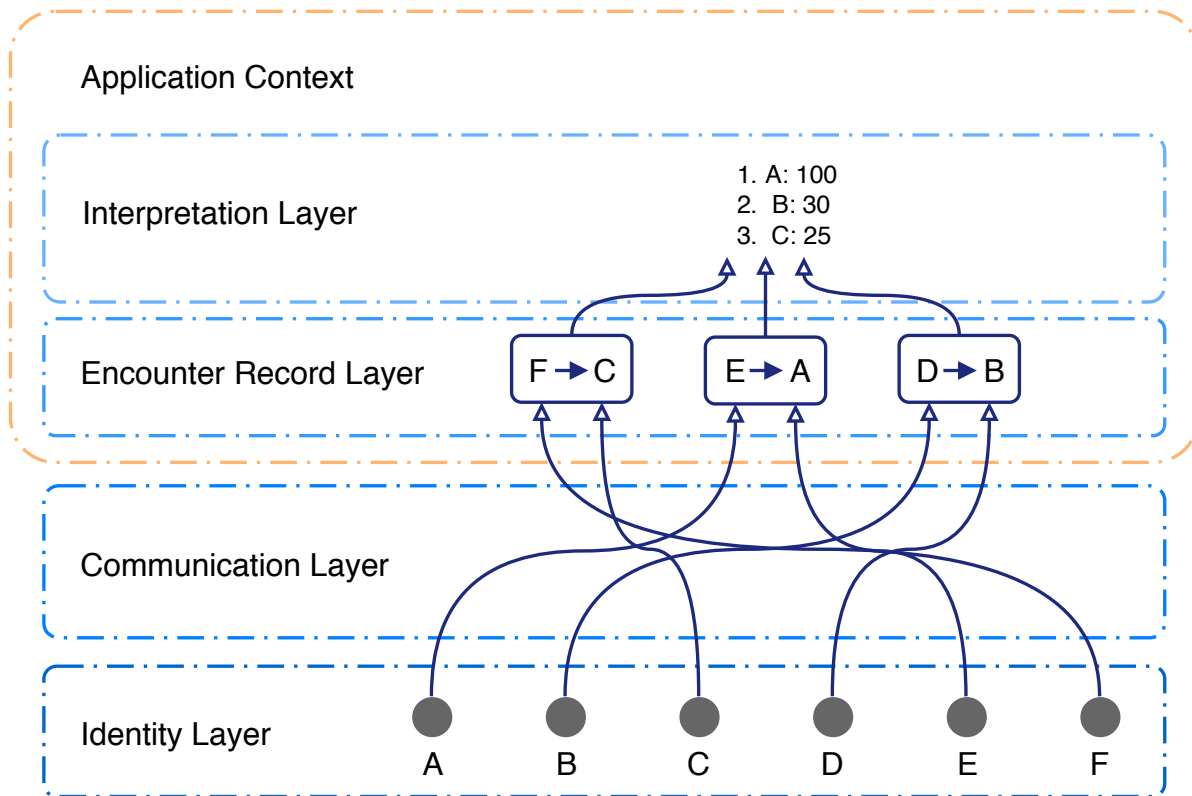 Application Context
Interpretation Layer
1. A: 100
2. B: 30
3. C: 25
Encounter Record Layer
F → C
E → A
D → B
Communication Layer
Identity Layer
A B C D E F